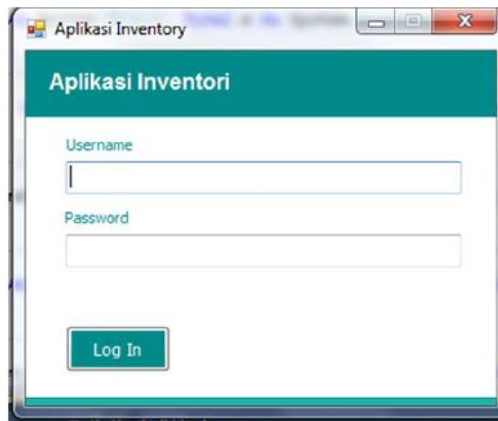 Aplikasi Inventory
Aplikasi Inventori
Username
Password
Log In